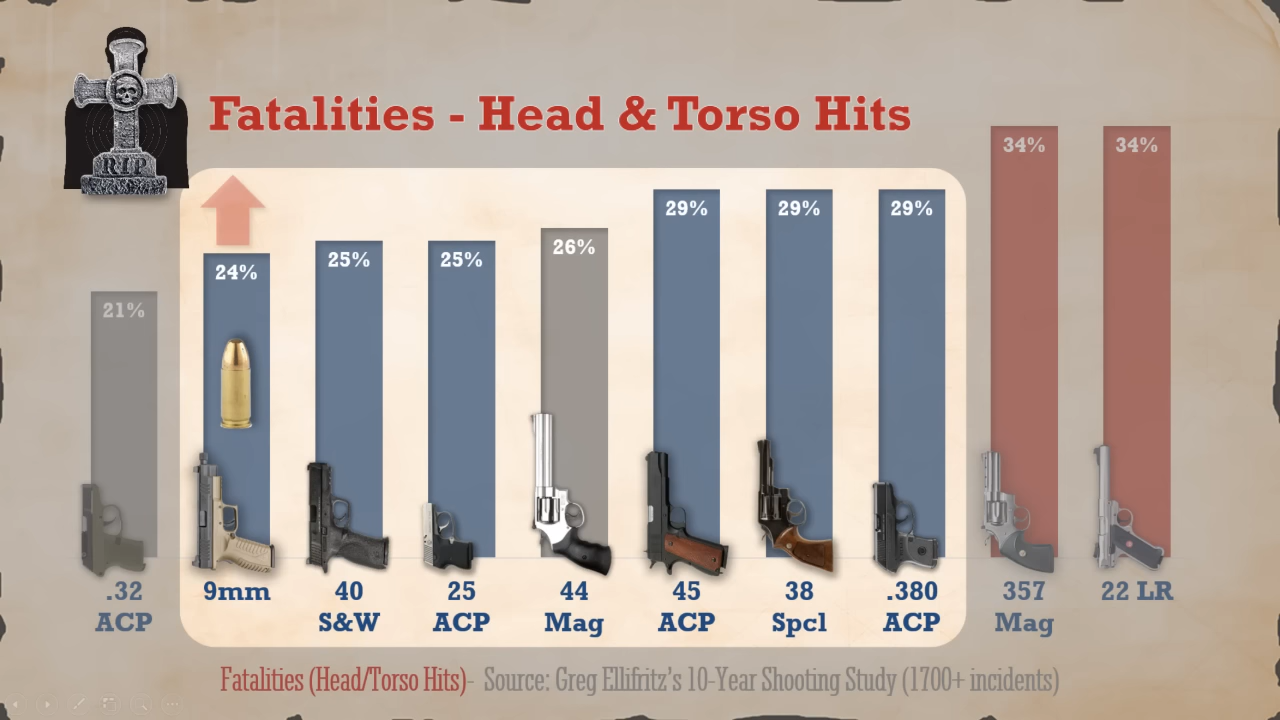 RIP
Fatalities - Head & Torso Hits
21%
24%
25%
25%
26%
29%
29%
29%
34%
34%
.32
ACP
9mm
40
S&W
25
ACP
44
Mag
45
ACP
38
Spcl
.380
ACP
357
Mag
22 LR
Fatalities (Head/Torso Hits)- Source: Greg Ellifritz's 10-Year Shooting Study (1700+ incidents)